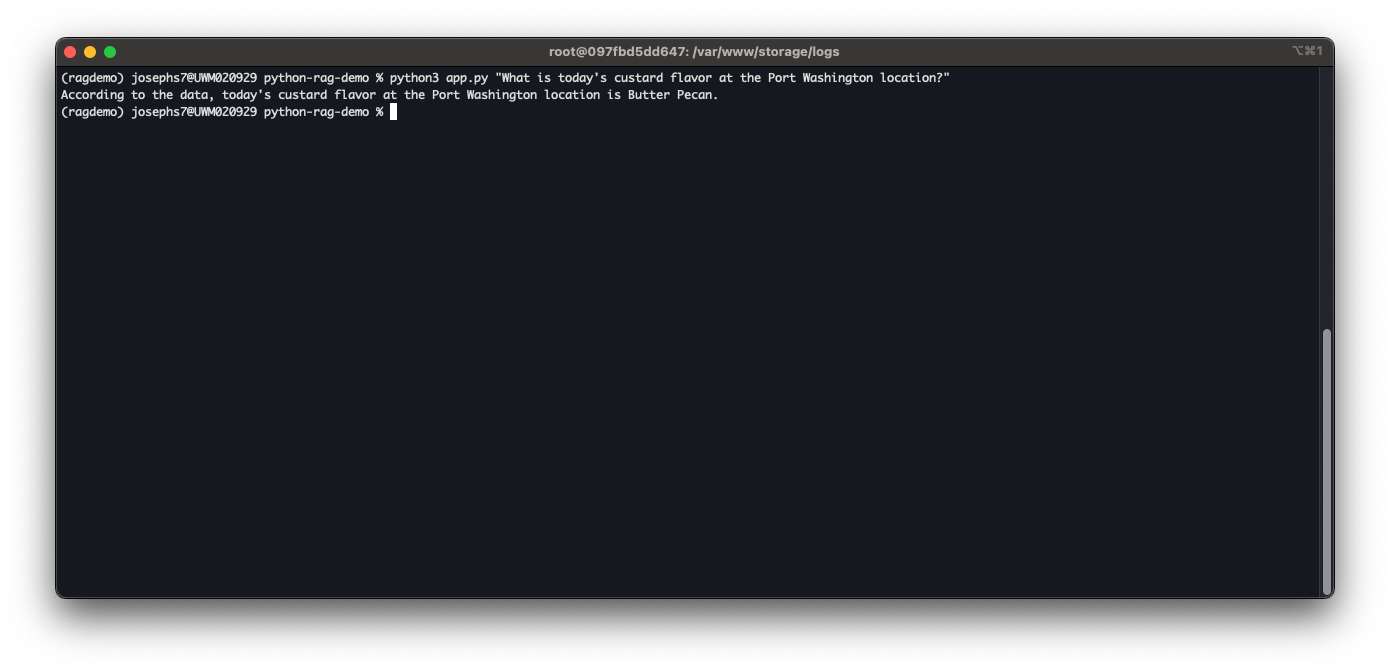 root@097fbd5dd647: /var/www/storage/logs
⌥⌘1
(ragdemo) josephs7@UWM020929 python-rag-demo % python3 app.py "What is today's custard flavor at the Port Washington location?"
According to the data, today's custard flavor at the Port Washington location is Butter Pecan.
(ragdemo) josephs7@UWM020929 python-rag-demo %